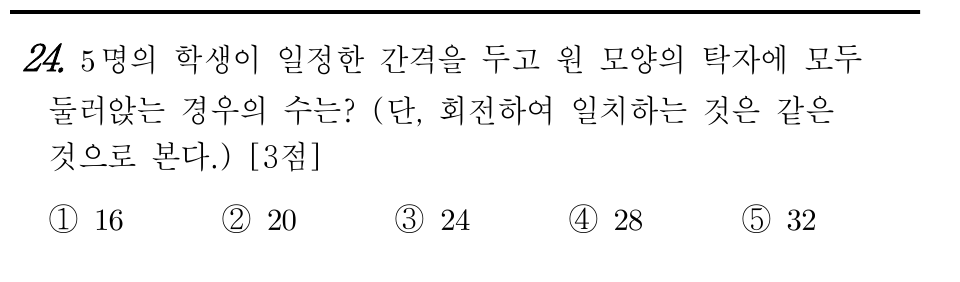 24. 5명의 학생이 일정한 간격을 두고 원 모양의 탁자에 모두
둘러앉는 경우의 수는? (단, 회전하여 일치하는 것은 같은
것으로 본다.) [3점]
① 16 ② 20 ③ 24 ④ 28 ⑤ 32